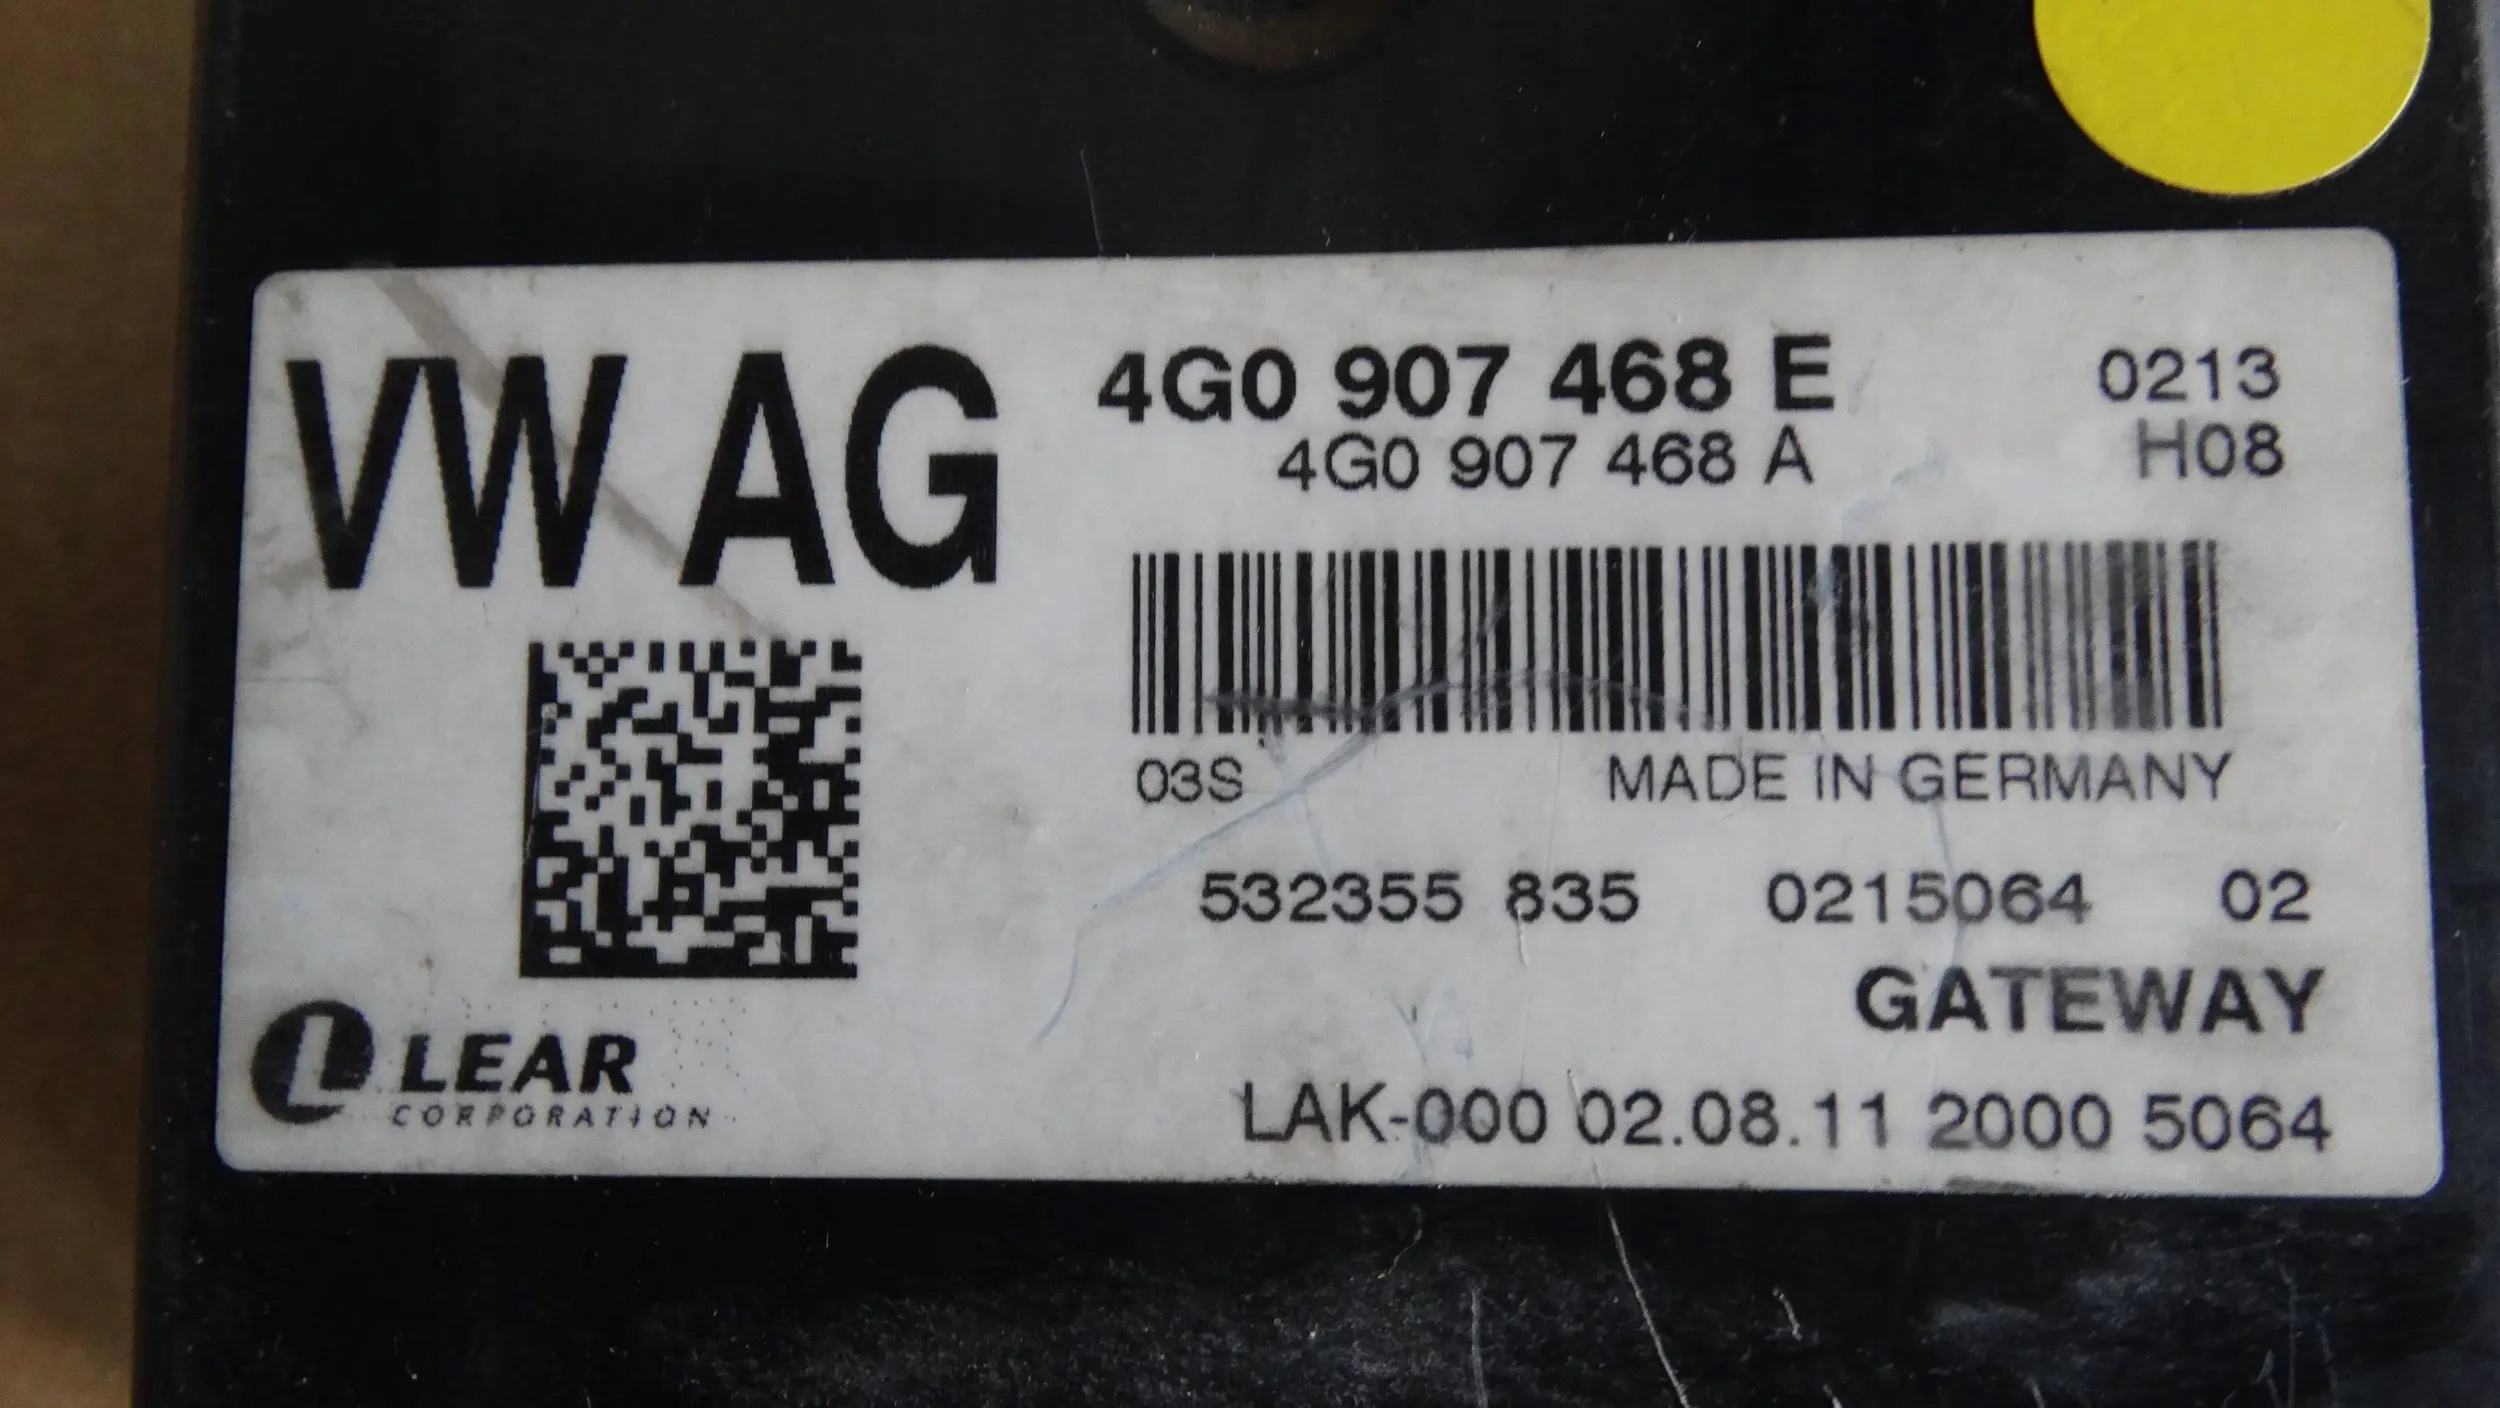 VW AG
4G0 907 468 E 0213
4G0 907 468 A H08
03S MADE IN GERMANY
532355 835 0215064 02
GATEWAY
LEAR
CORPORATION
LAK-000 02.08.11 2000 5064